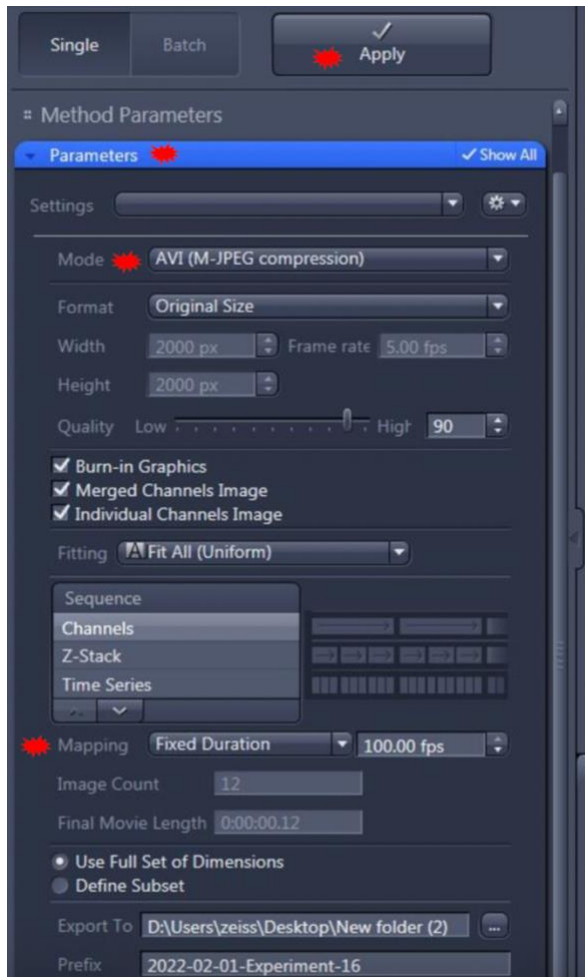 Single Batch Apply
Method Parameters
Parameters Show All
Settings
Mode AVI (M-JPEG compression)
Format Original Size
Width 2000 px Frame rate 5.00 fps
Height 2000 px
Quality Low High 90
Burn-in Graphics
Merged Channels Image
Individual Channels Image
Fitting A Fit All (Uniform)
Sequence
Channels
Z-Stack
Time Series
Mapping Fixed Duration 100.00 fps
Image Count 12
Final Movie Length 0:00:00.12
Use Full Set of Dimensions
Define Subset
Export To D:\Users\zeiss\Desktop\New folder (2) ...
Prefix 2022-02-01-Experiment-16